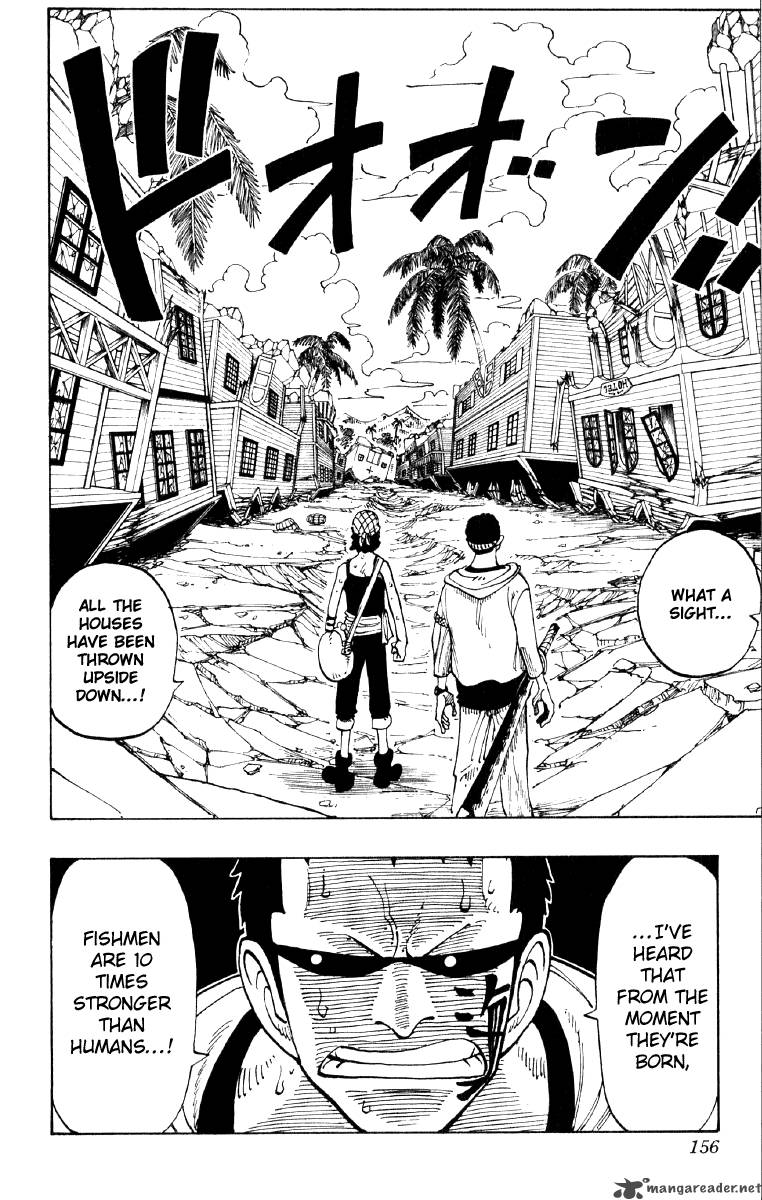 ドオオ・ン!!
HOTEL
WHAT A
SIGHT...
ALL THE
HOUSES
HAVE BEEN
THROWN
UPSIDE
DOWN...!
...I'VE
HEARD
THAT
FROM THE
MOMENT
THEY'RE
BORN,
FISHMEN
ARE 10
TIMES
STRONGER
THAN
HUMANS...!
156
mangareader.net